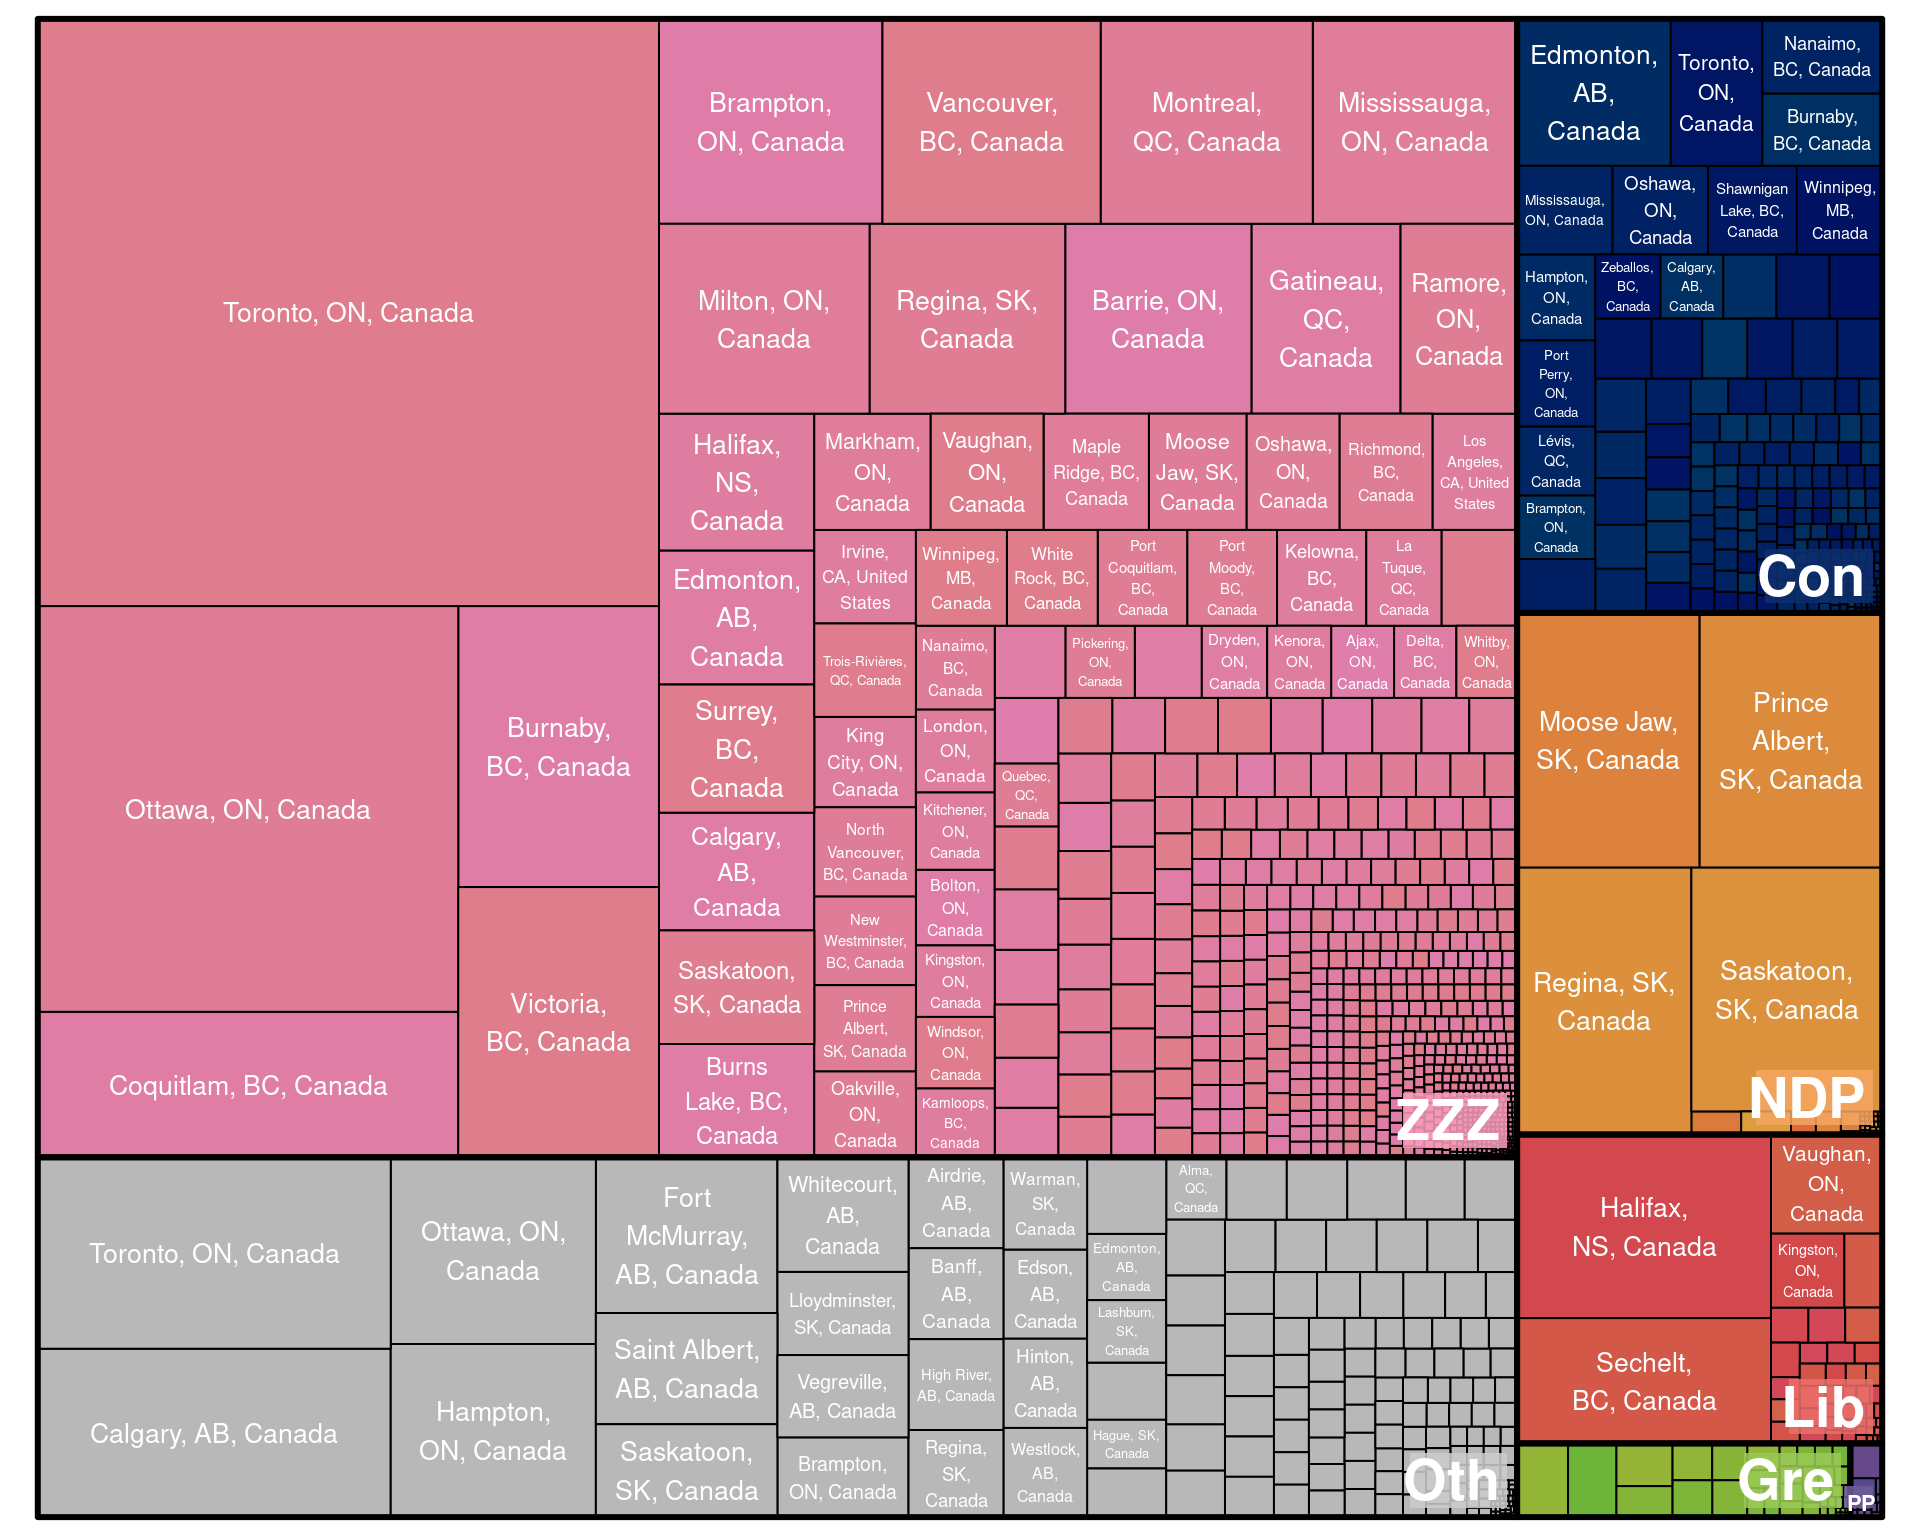 Toronto, ON, Canada
Ottawa, ON, Canada
Coquitlam, BC, Canada
Burnaby,
BC, Canada
Victoria,
BC, Canada
Brampton,
ON, Canada
Vancouver,
BC, Canada
Montreal,
QC, Canada
Mississauga,
ON, Canada
Milton, ON,
Canada
Regina, SK,
Canada
Barrie, ON,
Canada
Gatineau,
QC,
Canada
Ramore,
ON,
Canada
Halifax,
NS,
Canada
Edmonton,
AB,
Canada
Surrey,
BC,
Canada
Calgary,
AB,
Canada
Saskatoon,
SK, Canada
Burns
Lake, BC,
Canada
Markham,
ON,
Canada
Vaughan,
ON,
Canada
Maple
Ridge, BC,
Canada
Moose
Jaw, SK,
Canada
Oshawa,
ON,
Canada
Richmond,
BC,
Canada
Los
Angeles,
CA, United
States
Irvine,
CA, United
States
Trois-Rivières,
QC, Canada
King
City, ON,
Canada
North
Vancouver,
BC, Canada
New
Westminster,
BC, Canada
Prince
Albert,
SK, Canada
Oakville,
ON,
Canada
Winnipeg,
MB,
Canada
White
Rock, BC,
Canada
Port
Coquitlam,
BC,
Canada
Port
Moody,
BC,
Canada
Kelowna,
BC,
Canada
La
Tuque,
QC,
Canada
Nanaimo,
BC,
Canada
London,
ON,
Canada
Kitchener,
ON,
Canada
Bolton,
ON,
Canada
Kingston,
ON,
Canada
Windsor,
ON,
Canada
Kamloops,
BC,
Canada
Pickering,
ON,
Canada
Dryden,
ON,
Canada
Kenora,
ON,
Canada
Ajax,
ON,
Canada
Delta,
BC,
Canada
Whitby,
ON,
Canada
Quebec,
QC,
Canada
ZZZ
Toronto, ON, Canada
Calgary, AB, Canada
Ottawa, ON,
Canada
Hampton,
ON, Canada
Fort
McMurray,
AB, Canada
Saint Albert,
AB, Canada
Saskatoon,
SK, Canada
Whitecourt,
AB,
Canada
Lloydminster,
SK, Canada
Vegreville,
AB, Canada
Brampton,
ON, Canada
Airdrie,
AB,
Canada
Banff,
AB,
Canada
High River,
AB, Canada
Regina,
SK,
Canada
Warman,
SK,
Canada
Edson,
AB,
Canada
Hinton,
AB,
Canada
Westlock,
AB,
Canada
Edmonton,
AB,
Canada
Lashburn,
SK,
Canada
Hague, SK,
Canada
Alma,
QC,
Canada
Oth
Edmonton,
AB,
Canada
Toronto,
ON,
Canada
Nanaimo,
BC, Canada
Burnaby,
BC, Canada
Mississauga,
ON, Canada
Oshawa,
ON,
Canada
Shawnigan
Lake, BC,
Canada
Winnipeg,
MB,
Canada
Hampton,
ON,
Canada
Port
Perry,
ON,
Canada
Lévis,
QC,
Canada
Brampton,
ON,
Canada
Zeballos,
BC,
Canada
Calgary,
AB,
Canada
Con
Moose Jaw,
SK, Canada
Prince
Albert,
SK, Canada
Regina, SK,
Canada
Saskatoon,
SK, Canada
NDP
Halifax,
NS, Canada
Sechelt,
BC, Canada
Vaughan,
ON,
Canada
Kingston,
ON,
Canada
Lib
Gre
PP